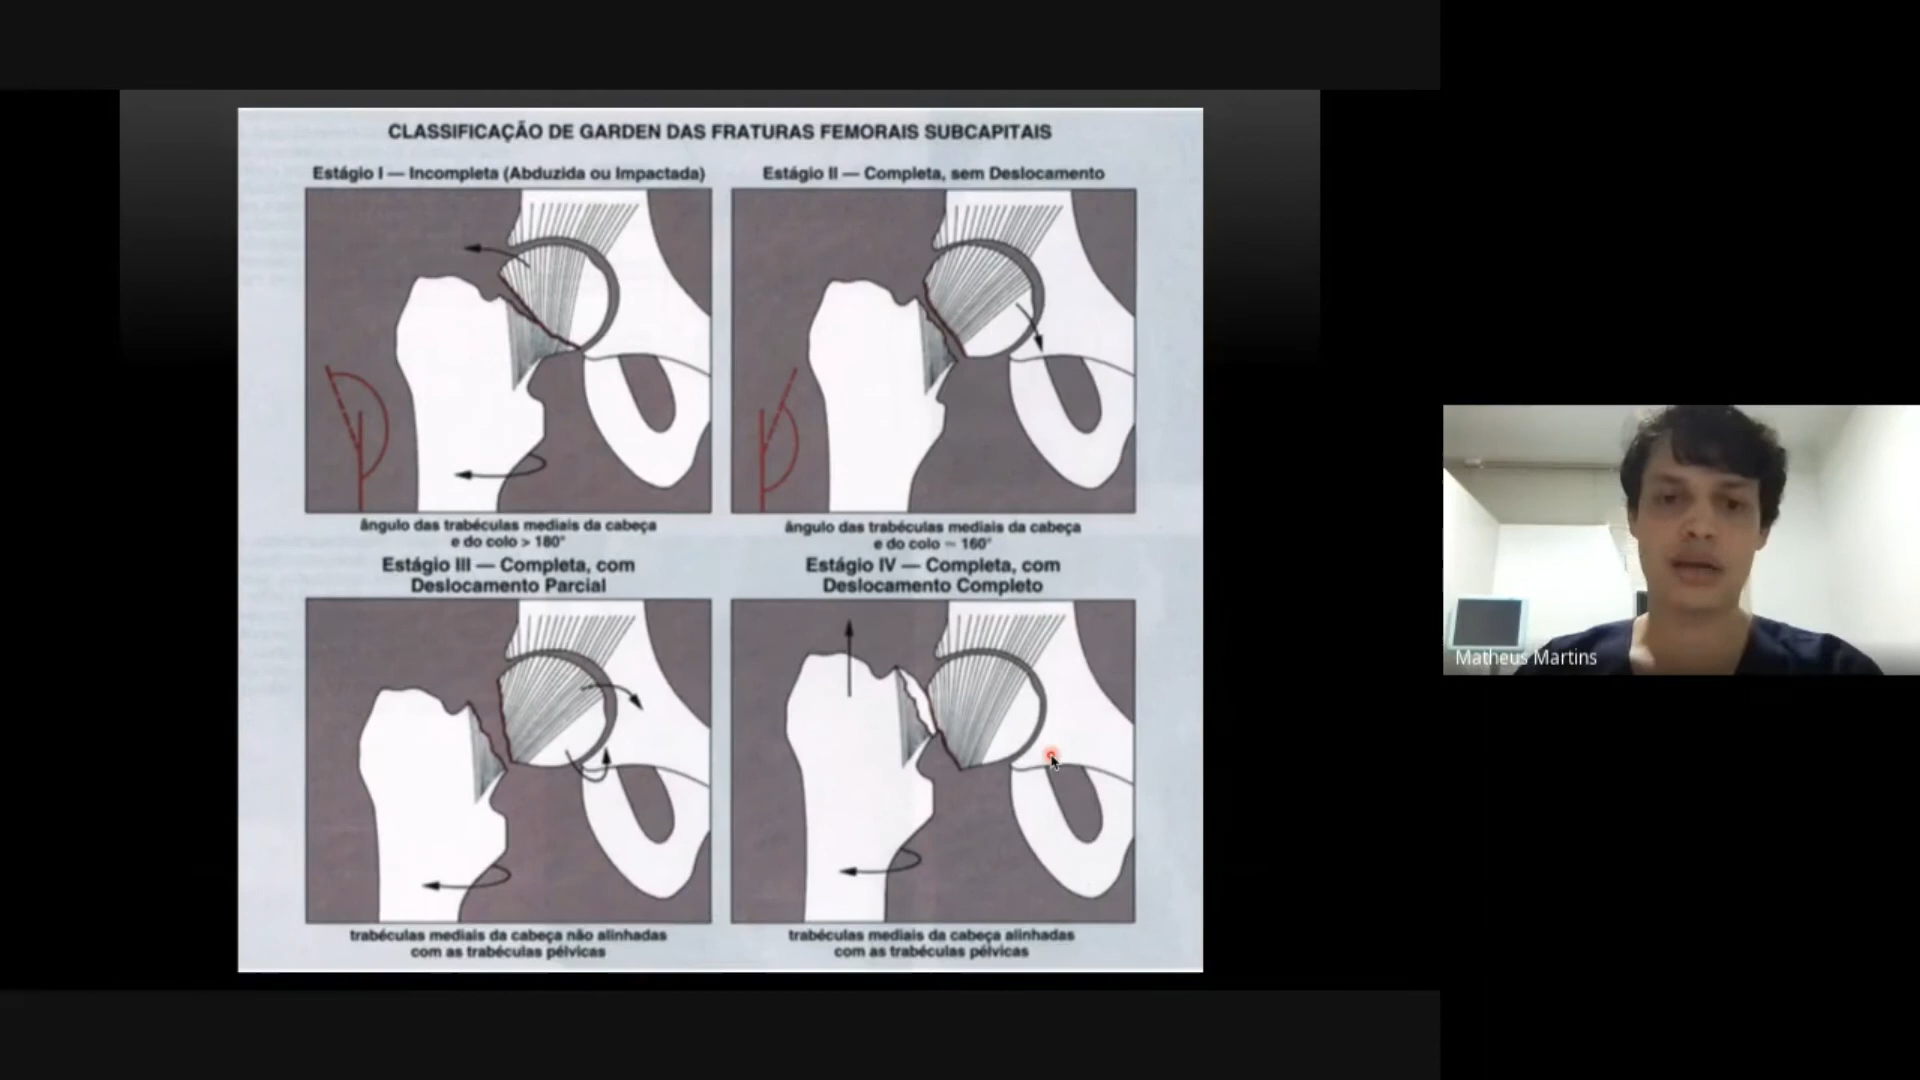 CLASSIFICAÇÃO DE GARDEN DAS FRATURAS FEMORAIS SUBCAPITAIS
Estágio I — Incompleta (Abduzida ou Impactada)
Estágio II — Completa, sem Deslocamento
ângulo das trabéculas mediais da cabeça
e do colo > 180°
ângulo das trabéculas mediais da cabeça
e do colo ≈ 160°
Estágio III — Completa, com
Deslocamento Parcial
Estágio IV — Completa, com
Deslocamento Completo
trabéculas mediais da cabeça não alinhadas
com as trabéculas pélvicas
trabéculas mediais da cabeça alinhadas
com as trabéculas pélvicas
Matheus Martins